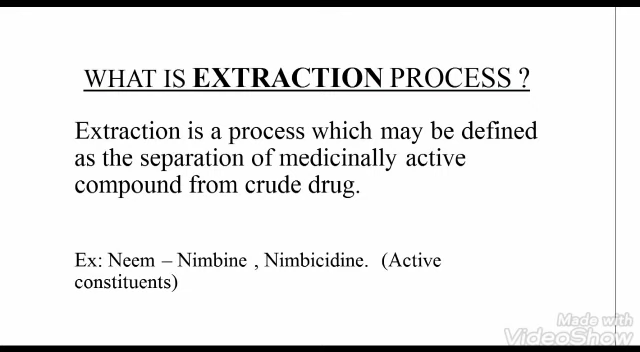 WHAT IS EXTRACTION PROCESS ?
Extraction is a process which may be defined
as the separation of medicinally active
compound from crude drug.
Ex: Neem – Nimbine , Nimbicidine. (Active
constituents)
Made with
VideoShow